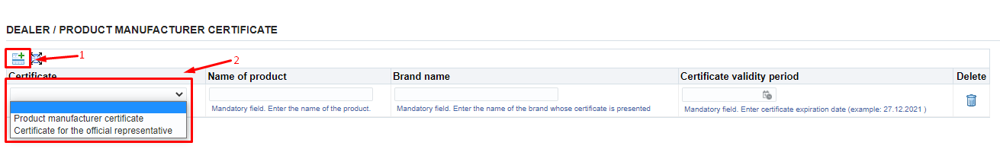 DEALER / PRODUCT MANUFACTURER CERTIFICATE
1
2
Certificate Name of product Brand name Certificate validity period Delete
Mandatory field. Enter the name of the product. Mandatory field. Enter the name of the brand whose certificate is presented Mandatory field. Enter certificate expiration date (example: 27.12.2021 )
Product manufacturer certificate
Certificate for the official representative